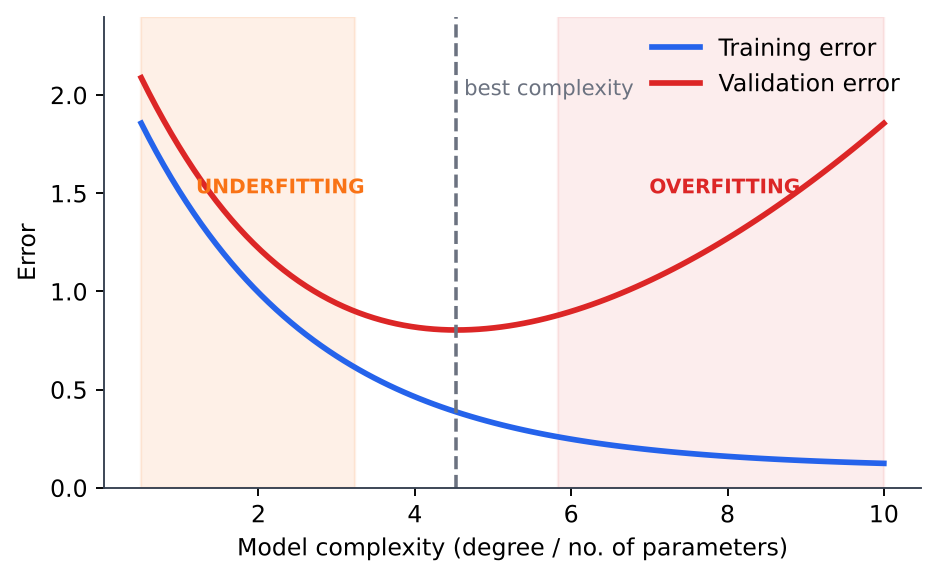 Training error
Validation error
best complexity
UNDERFITTING
OVERFITTING
Error
2.0
1.5
1.0
0.5
0.0
2
4
6
8
10
Model complexity (degree / no. of parameters)